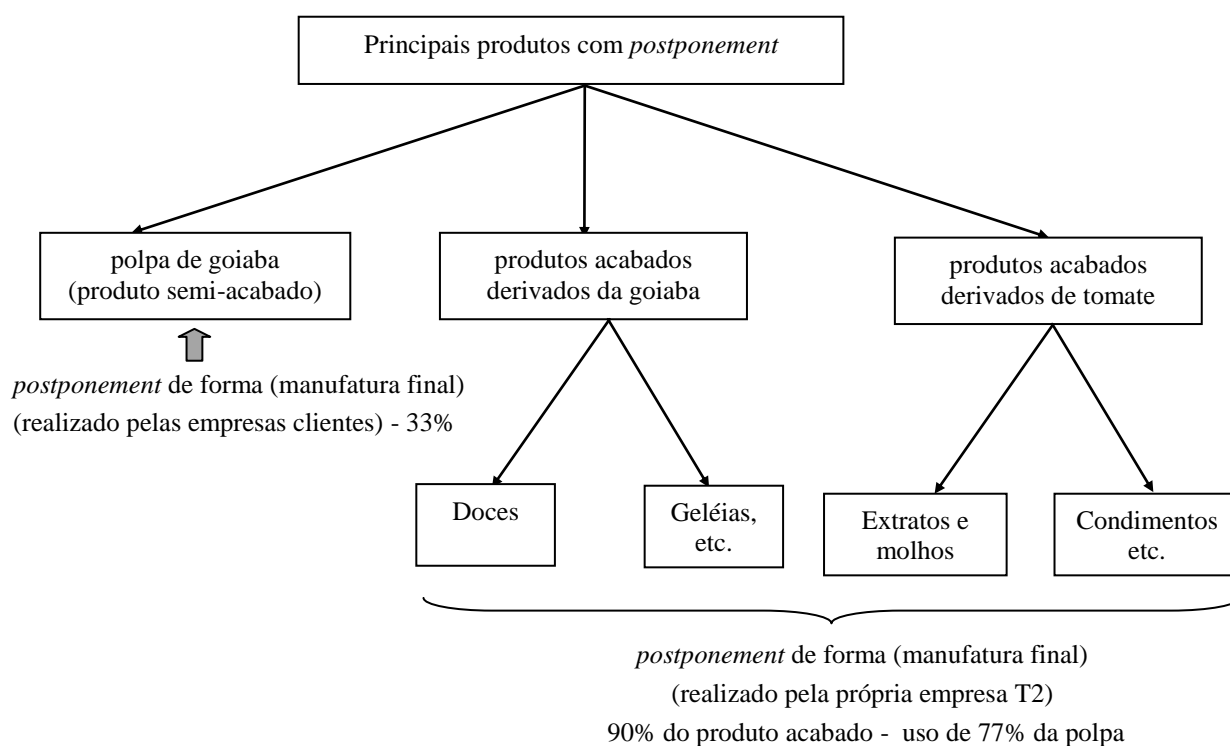 Principais produtos com postponement
polpa de goiaba
(produto semi-acabado)
produtos acabados
derivados da goiaba
produtos acabados
derivados de tomate
postponement de forma (manufatura final)
(realizado pelas empresas clientes) - 33%
Doces
Geléias,
etc.
Extratos e
molhos
Condimentos
etc.
postponement de forma (manufatura final)
(realizado pela própria empresa T2)
90% do produto acabado - uso de 77% da polpa